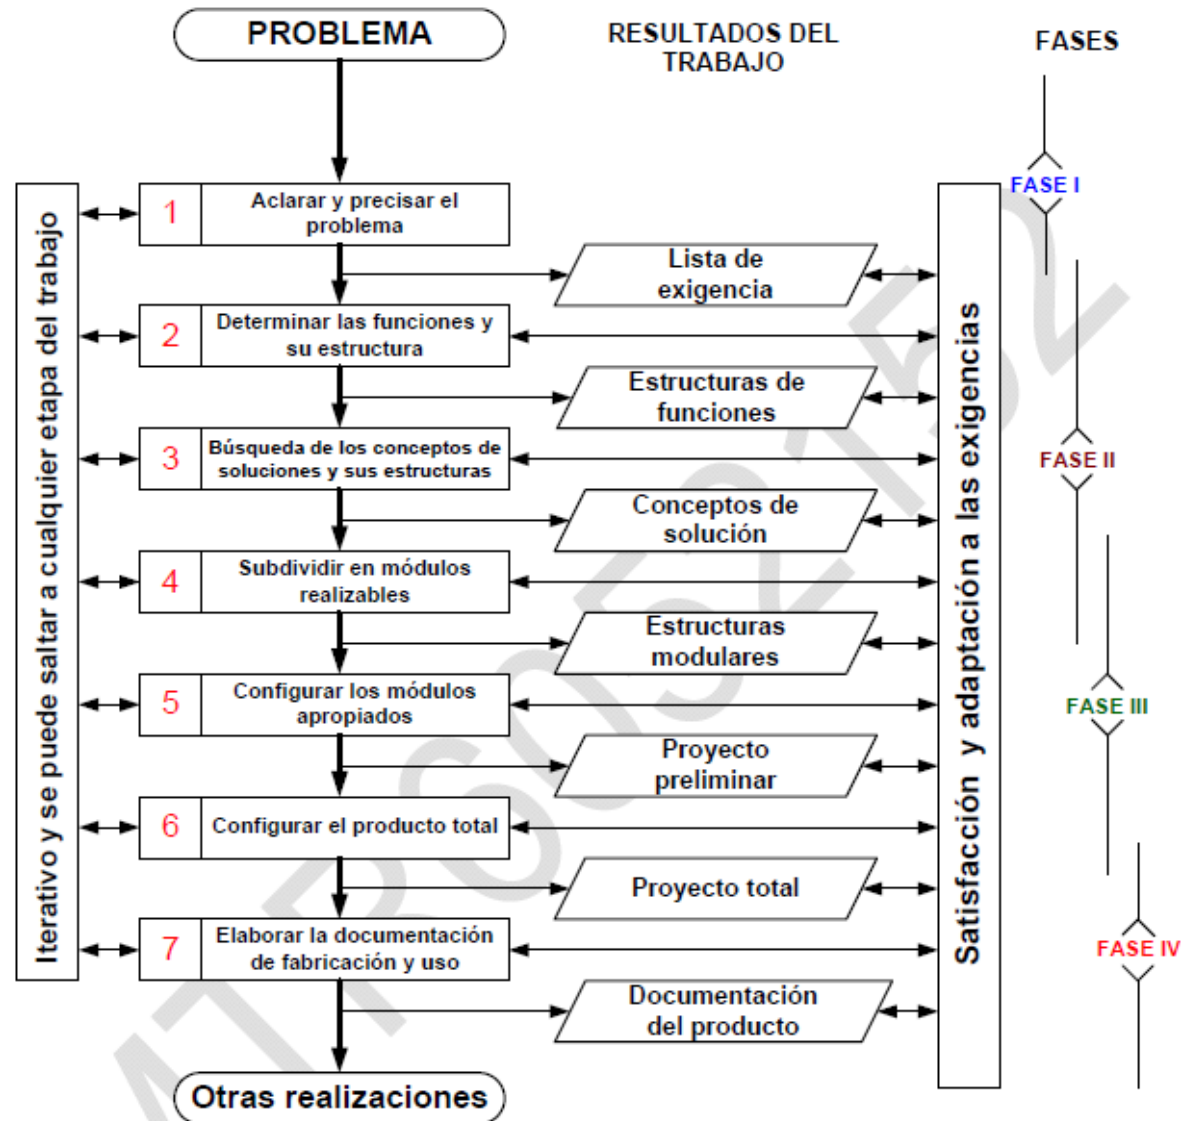 PROBLEMA
RESULTADOS DEL
TRABAJO
FASES
Iterativo y se puede saltar a cualquier etapa del trabajo
1
Aclarar y precisar el
problema
Lista de
exigencia
2
Determinar las funciones y
su estructura
Estructuras de
funciones
3
Búsqueda de los conceptos de
soluciones y sus estructuras
Conceptos de
solución
4
Subdividir en módulos
realizables
Estructuras
modulares
5
Configurar los módulos
apropiados
Proyecto
preliminar
6
Configurar el producto total
Proyecto total
7
Elaborar la documentación
de fabricación y uso
Documentación
del producto
Otras realizaciones
Satisfacción y adaptación a las exigencias
FASE I
FASE II
FASE III
FASE IV